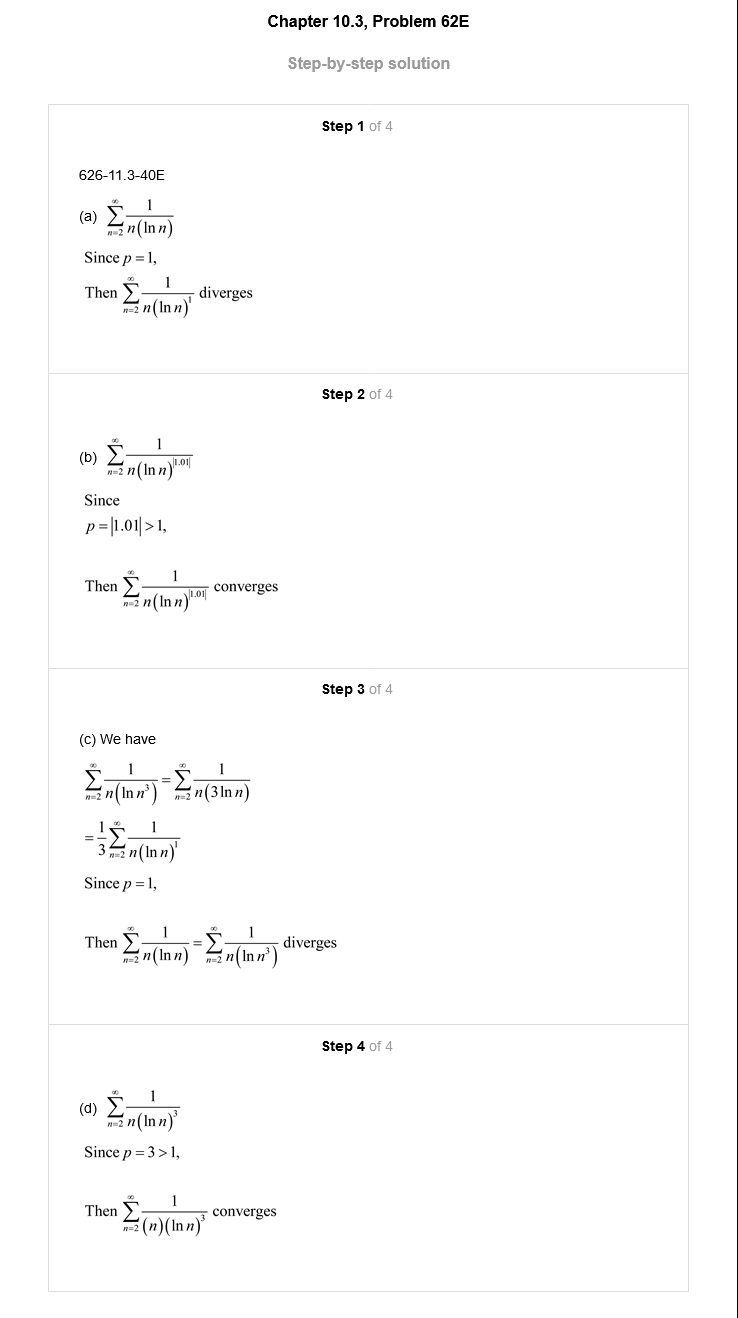 Chapter 10.3, Problem 62E
Step-by-step solution
Step 1 of 4
626-11.3-40E
(a) $\sum_{n=2}^{\infty} \frac{1}{n(\ln n)}$
Since $p = 1$,
Then $\sum_{n=2}^{\infty} \frac{1}{n(\ln n)^1}$ diverges
Step 2 of 4
(b) $\sum_{n=2}^{\infty} \frac{1}{n(\ln n)^{|1.01|}}$
Since
$p = |1.01| > 1$,
Then $\sum_{n=2}^{\infty} \frac{1}{n(\ln n)^{|1.01|}}$ converges
Step 3 of 4
(c) We have
$\sum_{n=2}^{\infty} \frac{1}{n(\ln n^3)} = \sum_{n=2}^{\infty} \frac{1}{n(3 \ln n)}$
$= \frac{1}{3} \sum_{n=2}^{\infty} \frac{1}{n(\ln n)^1}$
Since $p = 1$,
Then $\sum_{n=2}^{\infty} \frac{1}{n(\ln n)} = \sum_{n=2}^{\infty} \frac{1}{n(\ln n^3)}$ diverges
Step 4 of 4
(d) $\sum_{n=2}^{\infty} \frac{1}{n(\ln n)^3}$
Since $p = 3 > 1$,
Then $\sum_{n=2}^{\infty} \frac{1}{(n)(\ln n)^3}$ converges